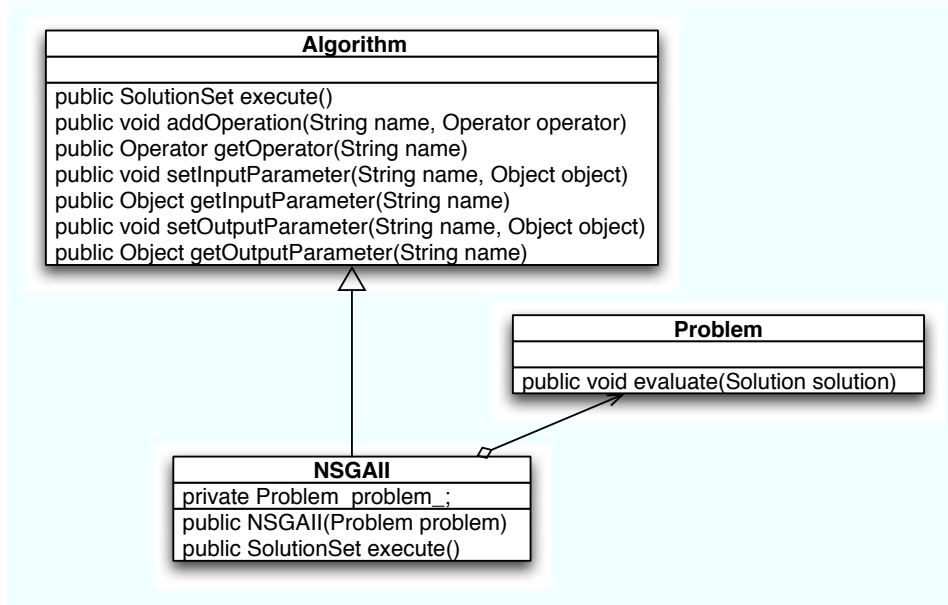 Algorithm
public SolutionSet execute()
public void addOperation(String name, Operator operator)
public Operator getOperator(String name)
public void setInputParameter(String name, Object object)
public Object getInputParameter(String name)
public void setOutputParameter(String name, Object object)
public Object getOutputParameter(String name)
Problem
public void evaluate(Solution solution)
NSGAII
private Problem problem_;
public NSGAII(Problem problem)
public SolutionSet execute()